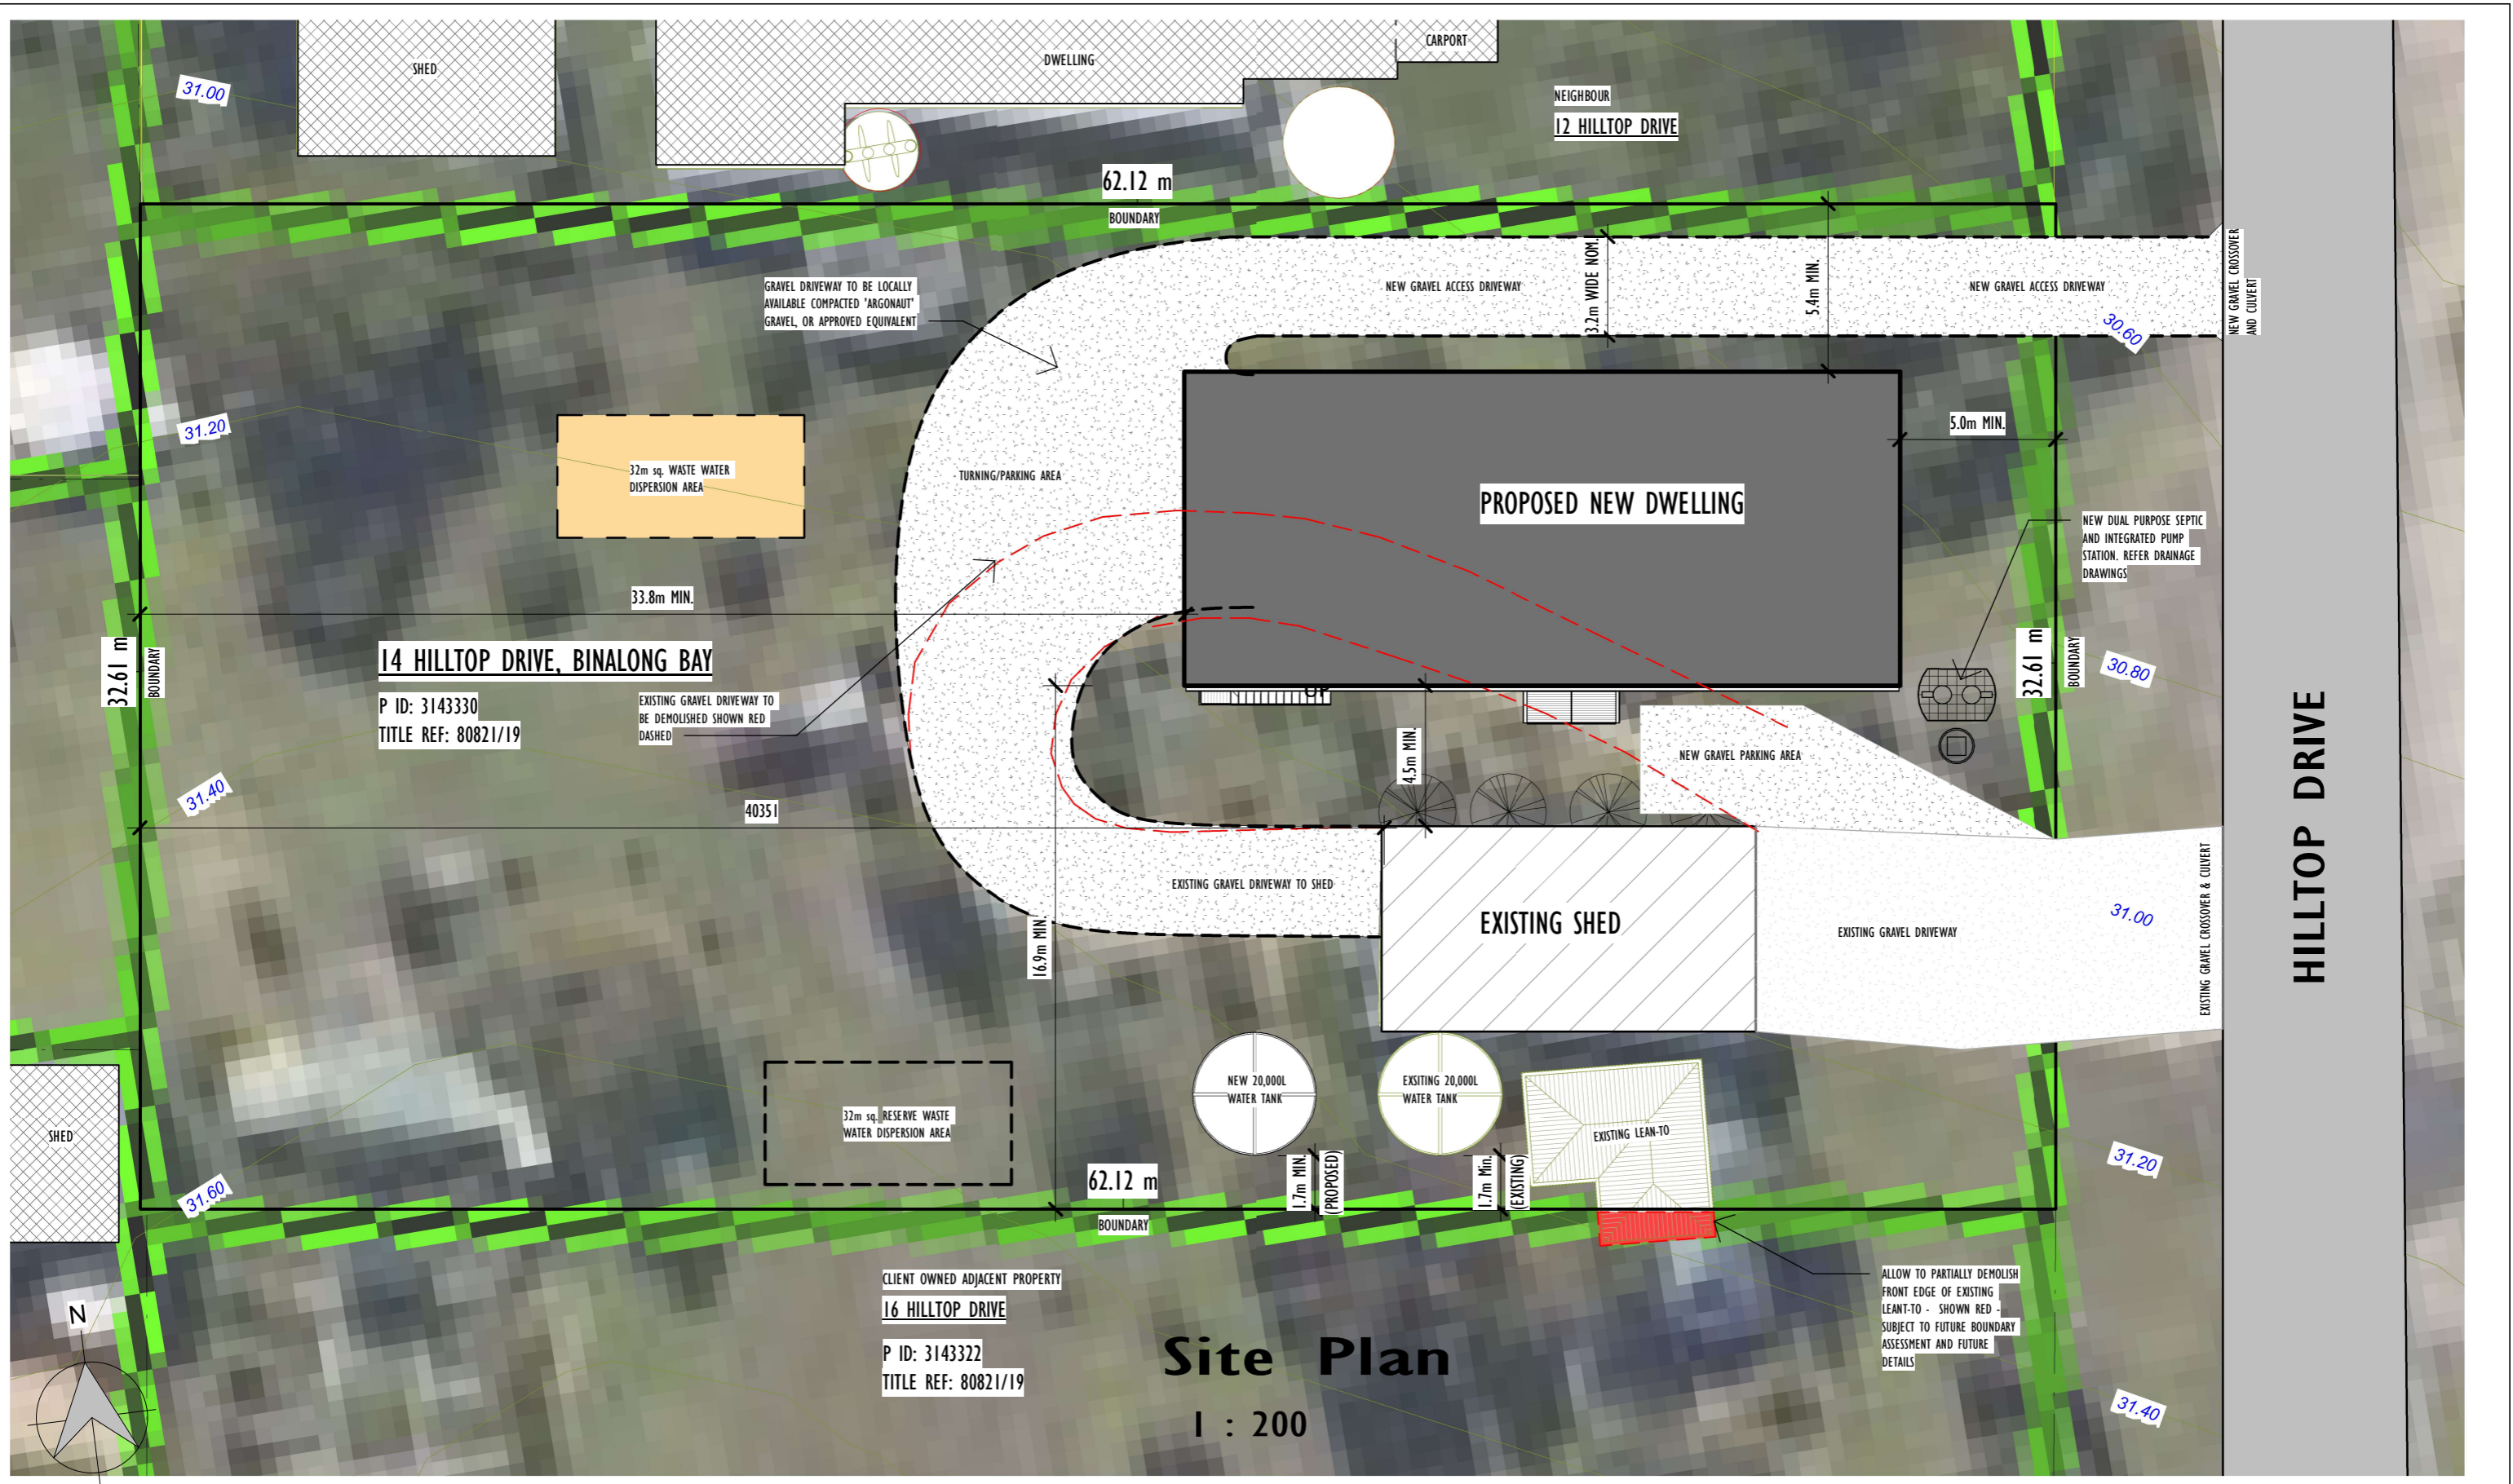 CARPORT
SHED
DWELLING
31.00
NEIGHBOUR
12 HILLTOP DRIVE
62.12 m
BOUNDARY
GRAVEL DRIVEWAY TO BE LOCALLY
AVAILABLE COMPACTED 'ARGONAUT'
GRAVEL, OR APPROVED EQUIVALENT
NEW GRAVEL ACCESS DRIVEWAY
3.2m WIDE NOM.
5.4m MIN.
NEW GRAVEL ACCESS DRIVEWAY
30.60
NEW GRAVEL CROSSOVER
AND CULVERT
31.20
5.0m MIN.
32m sq. WASTE WATER
DISPERSION AREA
TURNING/PARKING AREA
PROPOSED NEW DWELLING
NEW DUAL PURPOSE SEPTIC
AND INTEGRATED PUMP
STATION. REFER DRAINAGE
DRAWINGS
33.8m MIN.
32.61 m
BOUNDARY
14 HILLTOP DRIVE, BINALONG BAY
P ID: 3143330
TITLE REF: 80821/19
EXISTING GRAVEL DRIVEWAY TO
BE DEMOLISHED SHOWN RED
DASHED
UP
32.61 m
BOUNDARY
30.80
HILLTOP DRIVE
4.5m MIN.
NEW GRAVEL PARKING AREA
31.40
40351
EXISTING GRAVEL DRIVEWAY TO SHED
EXISTING SHED
EXISTING GRAVEL DRIVEWAY
31.00
EXISTING GRAVEL CROSSOVER & CULVERT
16.9m MIN.
NEW 20,000L
WATER TANK
EXSITING 20,000L
WATER TANK
32m sq. RESERVE WASTE
WATER DISPERSION AREA
EXISTING LEAN-TO
SHED
31.20
31.60
62.12 m
BOUNDARY
1.7m MIN.
(PROPOSED)
1.7m Min.
(EXISTING)
CLIENT OWNED ADJACENT PROPERTY
16 HILLTOP DRIVE
P ID: 3143322
TITLE REF: 80821/19
ALLOW TO PARTIALLY DEMOLISH
FRONT EDGE OF EXISTING
LEANT-TO - SHOWN RED -
SUBJECT TO FUTURE BOUNDARY
ASSESSMENT AND FUTURE
DETAILS
N
Site Plan
1 : 200
31.40